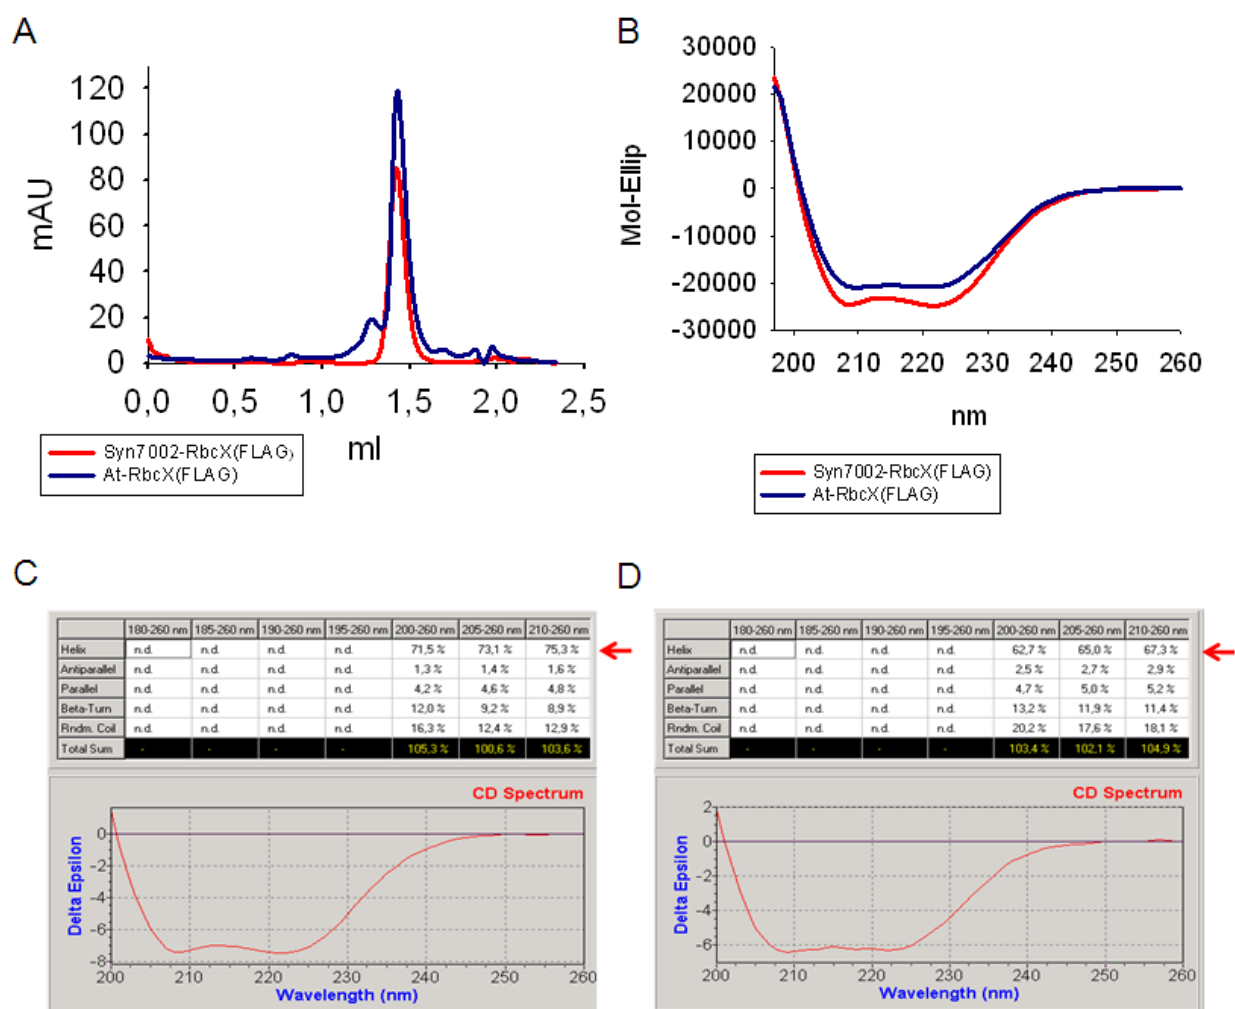 A
B
120
100
80
60
40
20
0
mAU
0,0 0,5 1,0 1,5 2,0 2,5
ml
Syn7002-RbcX(FLAG)
At-RbcX(FLAG)
30000
20000
10000
0
-10000
-20000
-30000
Mol-Ellip
200 210 220 230 240 250 260
nm
Syn7002-RbcX(FLAG)
At-RbcX(FLAG)
C
D
180-260 nm 185-260 nm 190-260 nm 195-260 nm 200-260 nm 205-260 nm 210-260 nm
Helix n.d. n.d. n.d. n.d. 71,5 % 73,1 % 75,3 %
Antiparallel n.d. n.d. n.d. n.d. 1,3 % 1,4 % 1,6 %
Parallel n.d. n.d. n.d. n.d. 4,2 % 4,6 % 4,8 %
Beta-Turn n.d. n.d. n.d. n.d. 12,0 % 9,2 % 8,9 %
Rndm. Coil n.d. n.d. n.d. n.d. 16,3 % 12,4 % 12,9 %
Total Sum - - - - 105,3 % 100,6 % 103,6 %
CD Spectrum
0
-2
-4
-6
-8
Delta Epsilon
200 210 220 230 240 250 260
Wavelength (nm)
180-260 nm 185-260 nm 190-260 nm 195-260 nm 200-260 nm 205-260 nm 210-260 nm
Helix n.d. n.d. n.d. n.d. 62,7 % 65,0 % 67,3 %
Antiparallel n.d. n.d. n.d. n.d. 2,5 % 2,7 % 2,9 %
Parallel n.d. n.d. n.d. n.d. 4,7 % 5,0 % 5,2 %
Beta-Turn n.d. n.d. n.d. n.d. 13,2 % 11,9 % 11,4 %
Rndm. Coil n.d. n.d. n.d. n.d. 20,2 % 17,6 % 18,1 %
Total Sum - - - - 103,4 % 102,1 % 104,9 %
CD Spectrum
2
0
-2
-4
-6
Delta Epsilon
200 210 220 230 240 250 260
Wavelength (nm)